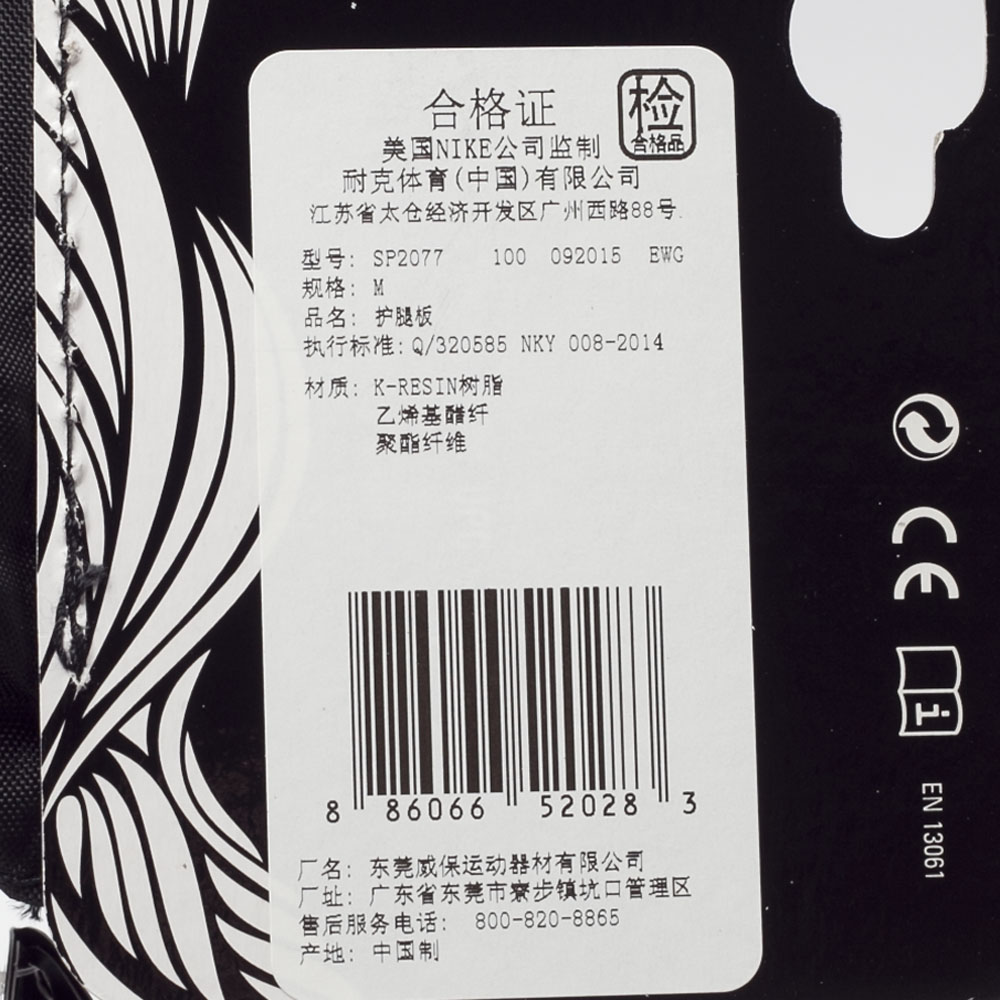 合格证
检
合格品
美国NIKE公司监制
耐克体育(中国)有限公司
江苏省太仓经济开发区广州西路88号.
型号: SP2077 100 092015 EWG
规格: M
品名: 护腿板
执行标准: Q/320585 NKY 008-2014
材质: K-RESIN树脂
乙烯基醋纤
聚酯纤维
8 86066 52028 3
厂名: 东莞威保运动器材有限公司
厂址: 广东省东莞市寮步镇坑口管理区
售后服务电话: 800-820-8865
产地: 中国制
CE
i
EN 13061